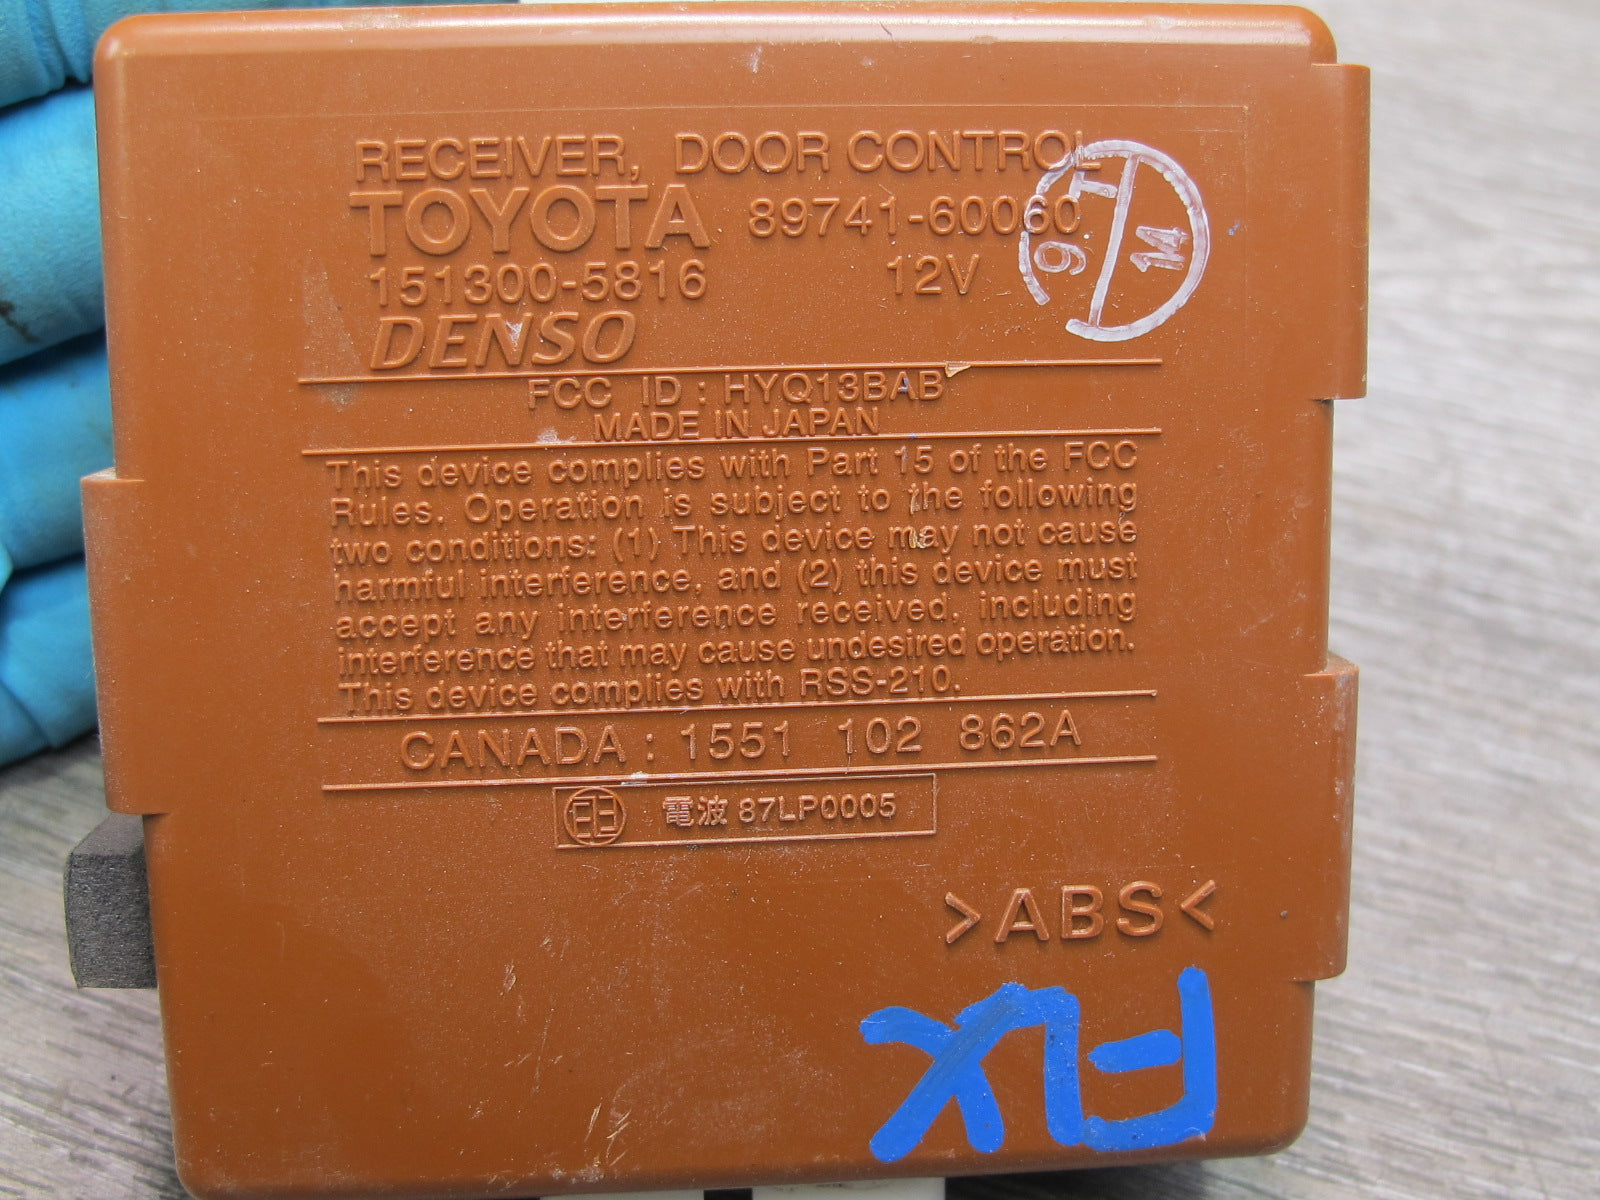 RECEIVER, DOOR CONTROL
TOYOTA 89741-60060
151300-5816 12V
DENSO
9 T 14
FCC ID : HYQ13BAB
MADE IN JAPAN
This device complies with Part 15 of the FCC
Rules. Operation is subject to the following
two conditions: (1) This device may not cause
harmful interference, and (2) this device must
accept any interference received, including
interference that may cause undesired operation.
This device complies with RSS-210.
CANADA : 1551 102 862A
電波 87LP0005
>ABS<